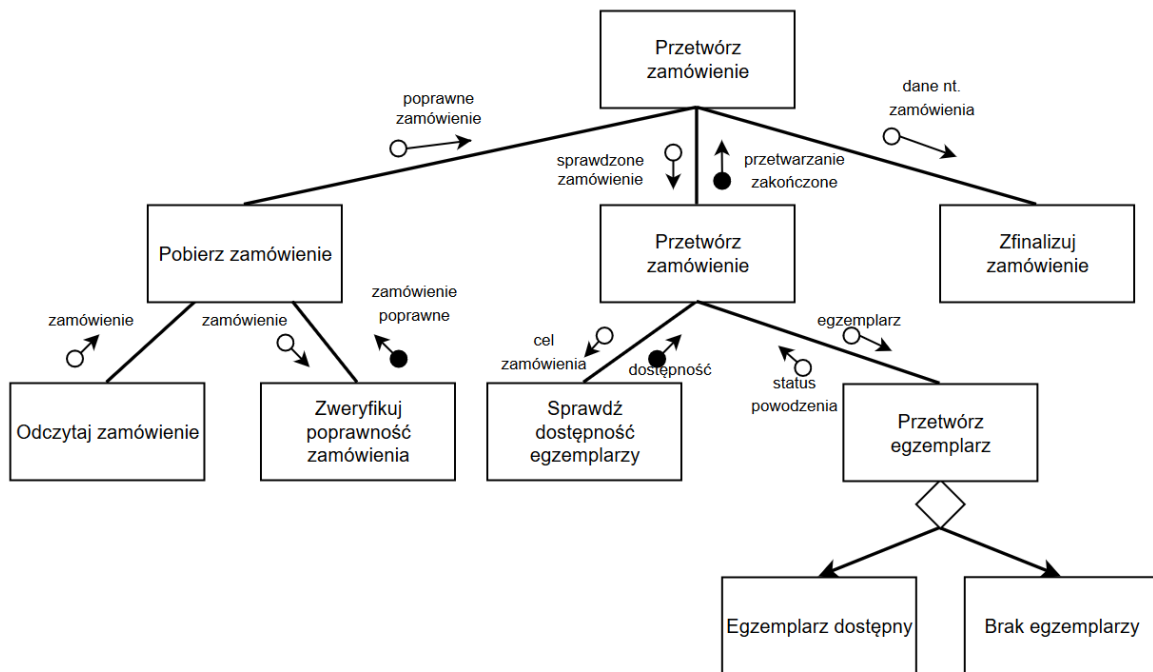 Przetwórz
zamówienie
poprawne
zamówienie
dane nt.
zamówienia
sprawdzone
zamówienie
przetwarzanie
zakończone
Pobierz zamówienie
Przetwórz
zamówienie
Zfinalizuj
zamówienie
zamówienie
zamówienie
zamówienie
poprawne
cel
zamówienia
dostępność
egzemplarz
status
powodzenia
Odczytaj zamówienie
Zweryfikuj
poprawność
zamówienia
Sprawdź
dostępność
egzemplarzy
Przetwórz
egzemplarz
Egzemplarz dostępny
Brak egzemplarzy